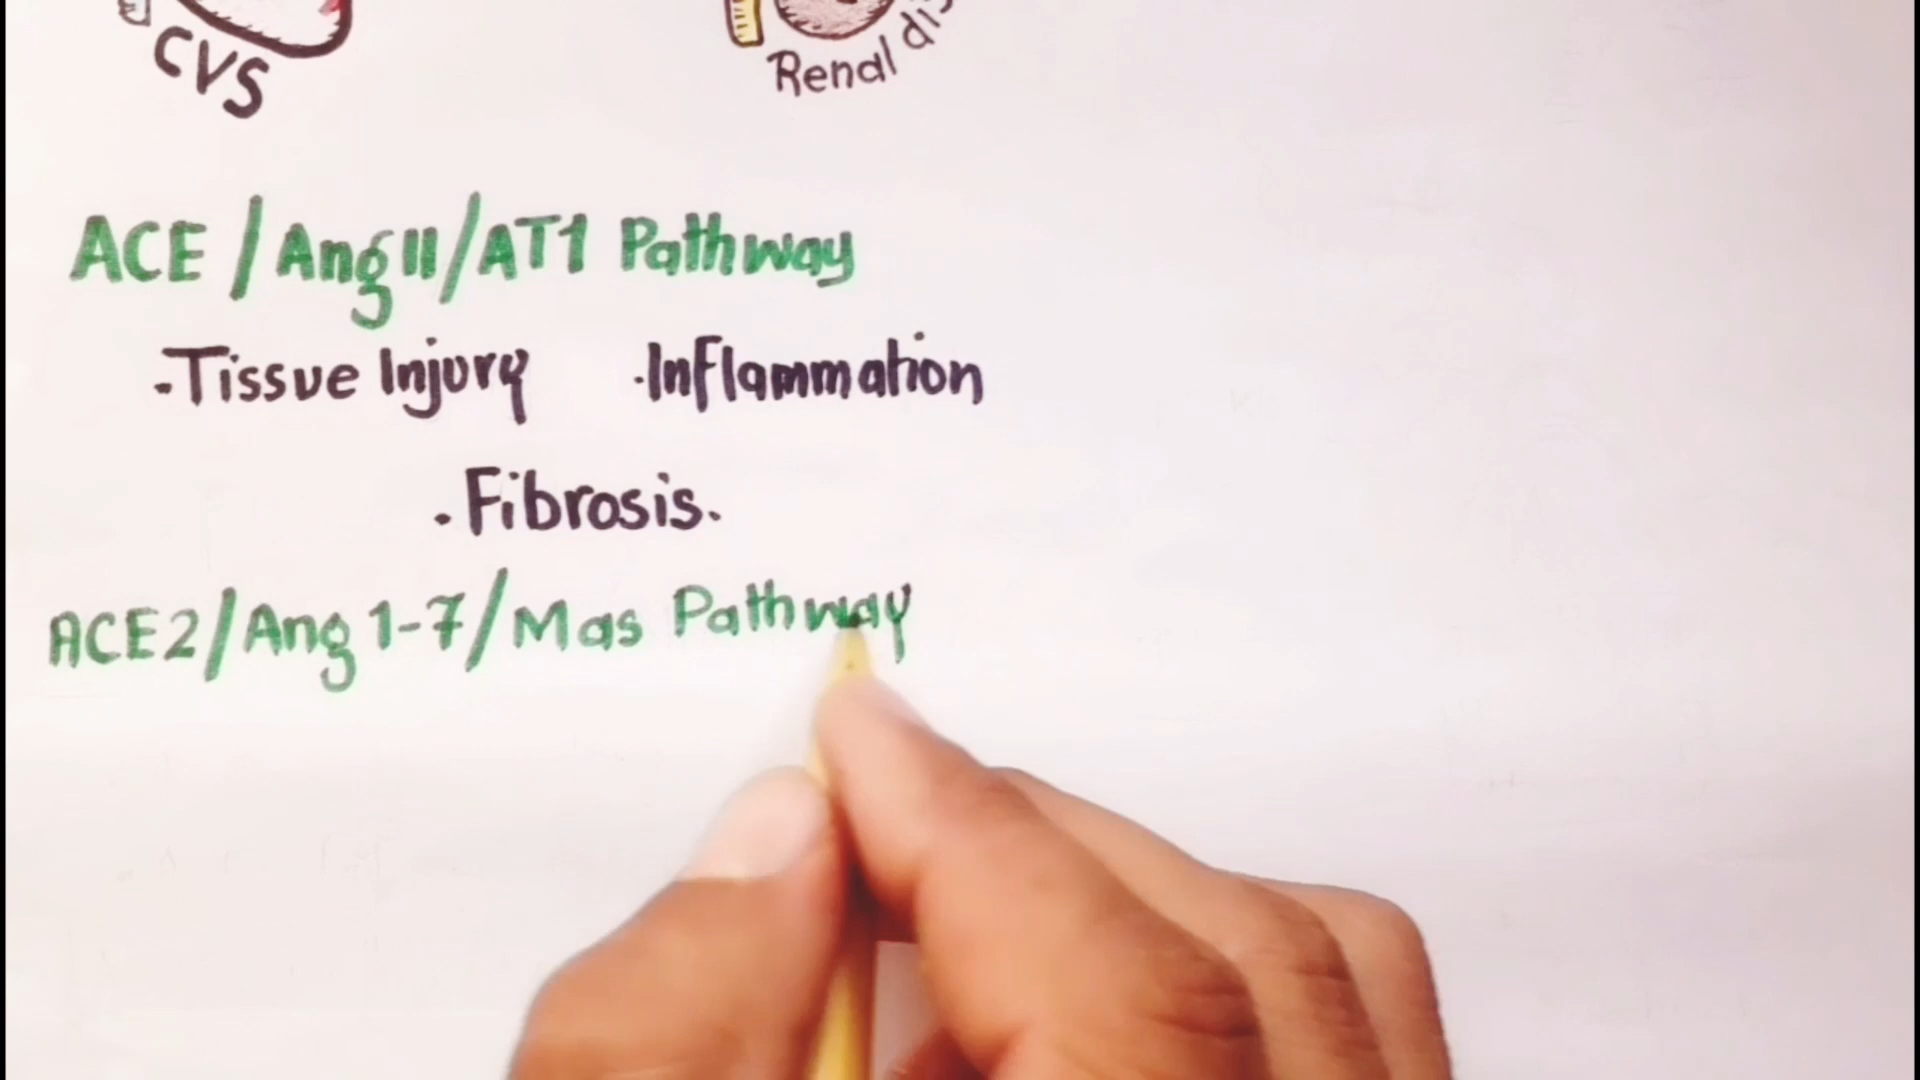 CVS
Renal
ACE / Ang II / AT1 Pathway
. Tissue Injury . Inflammation
. Fibrosis.
ACE2 / Ang 1-7 / Mas Pathway